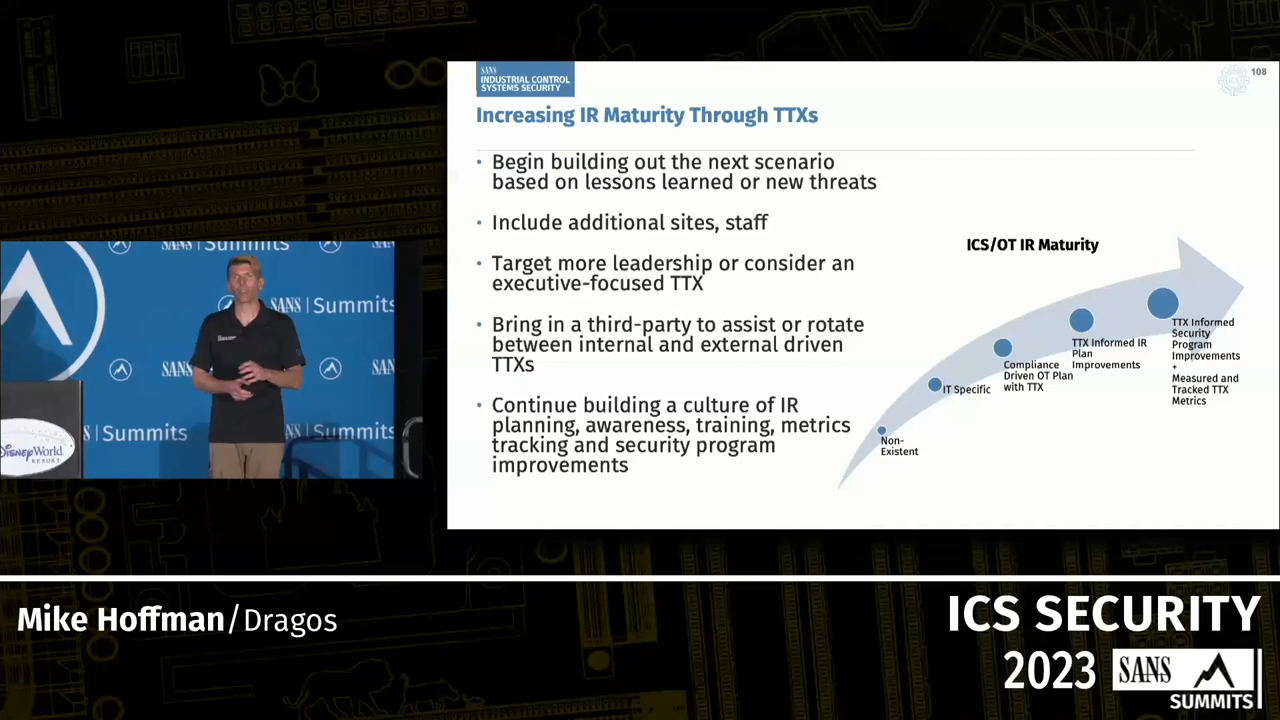 SANS
INDUSTRIAL CONTROL
SYSTEMS SECURITY
108
Increasing IR Maturity Through TTXs
• Begin building out the next scenario
based on lessons learned or new threats
• Include additional sites, staff
• Target more leadership or consider an
executive-focused TTX
• Bring in a third-party to assist or rotate
between internal and external driven
TTXs
• Continue building a culture of IR
planning, awareness, training, metrics
tracking and security program
improvements
ICS/OT IR Maturity
Non-
Existent
IT Specific
Compliance
Driven OT Plan
with TTX
TTX Informed IR
Plan
Improvements
TTX Informed
Security
Program
Improvements
+
Measured and
Tracked TTX
Metrics
SANS | Summits
SANS | Summits
SANS
SANS
S | Summits
SANS | Summits
Disney World
RESORT
Mike Hoffman/Dragos
ICS SECURITY
2023 SANS
SUMMITS